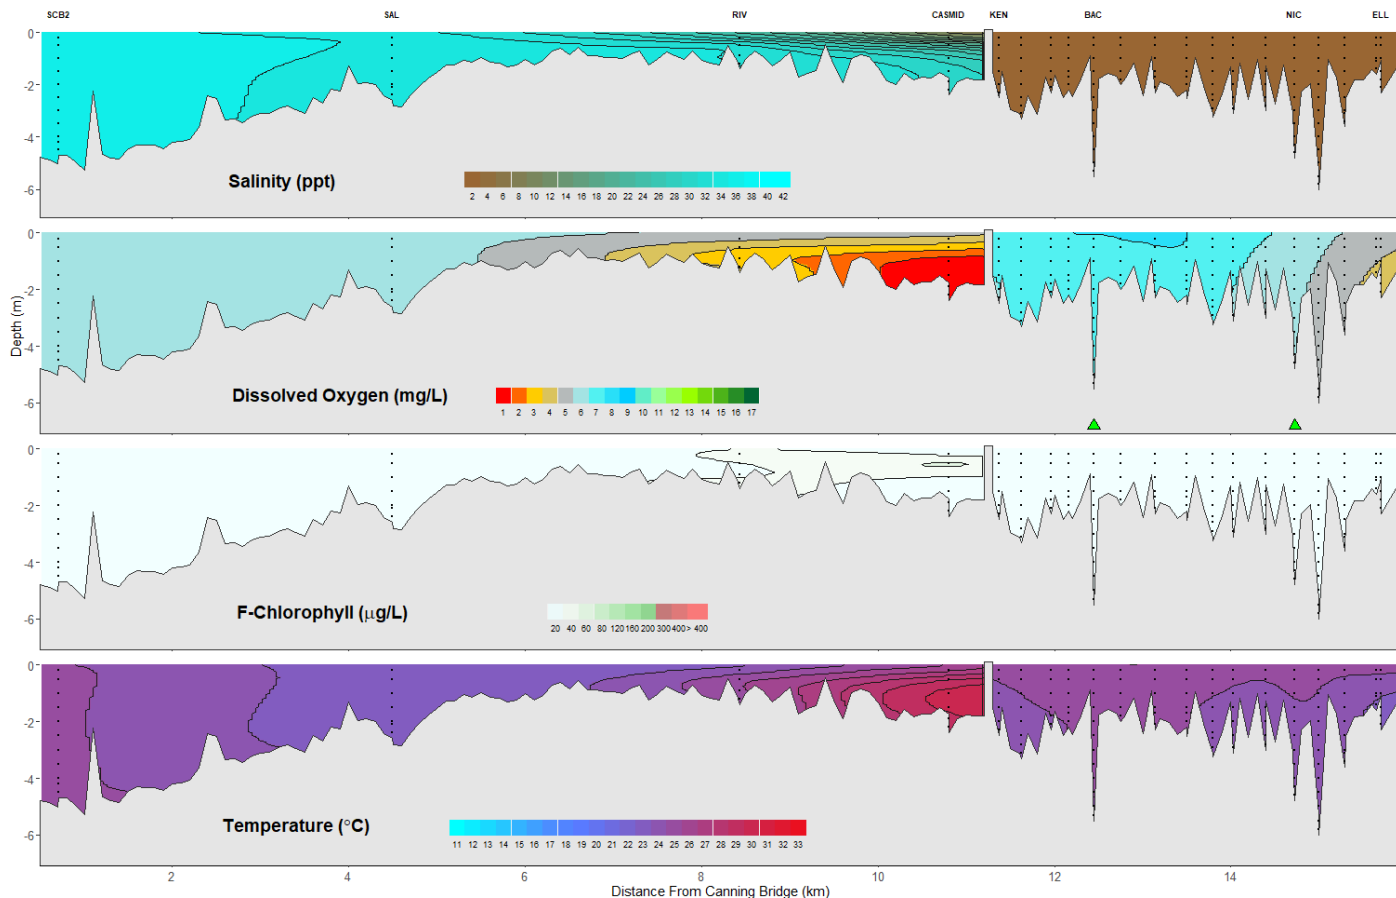 SCB2 SAL RIV CASMID KEN BAC NIC ELL
0
-2
-4
-6
Salinity (ppt)
2 4 6 8 10 12 14 16 18 20 22 24 26 28 30 32 34 36 38 40 42
0
-2
-4
-6
Depth (m)
Dissolved Oxygen (mg/L)
1 2 3 4 5 6 7 8 9 10 11 12 13 14 15 16 17
0
-2
-4
-6
F-Chlorophyll (μg/L)
20 40 60 80 120 160 200 300 400 > 400
0
-2
-4
-6
Temperature (°C)
11 12 13 14 15 16 17 18 19 20 21 22 23 24 25 26 27 28 29 30 31 32 33
2 4 6 8 10 12 14
Distance From Canning Bridge (km)